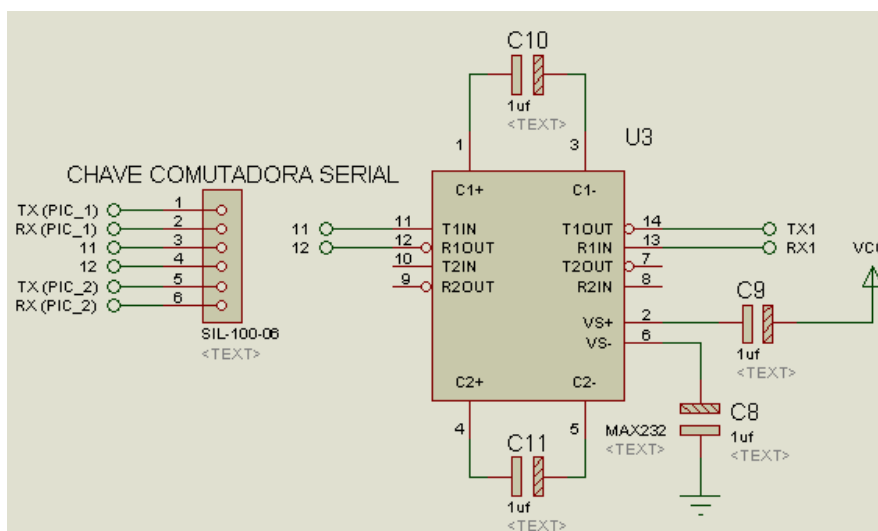 C10
1uf
<TEXT>
U3
1
3
C1+
C1-
CHAVE COMUTADORA SERIAL
TX (PIC_1) 1
RX (PIC_1) 2
11 3
12 4
TX (PIC_2) 5
RX (PIC_2) 6
SIL-100-06
<TEXT>
11 11 T1IN
12 12 R1OUT
10 T2IN
9 R2OUT
T1OUT 14 TX1
R1IN 13 RX1
T2OUT 7
R2IN 8
VS+ 2
VS- 6
VCC
C9
1uf
<TEXT>
C2+
C2-
4
5
MAX232
<TEXT>
C8
1uf
<TEXT>
C11
1uf
<TEXT>